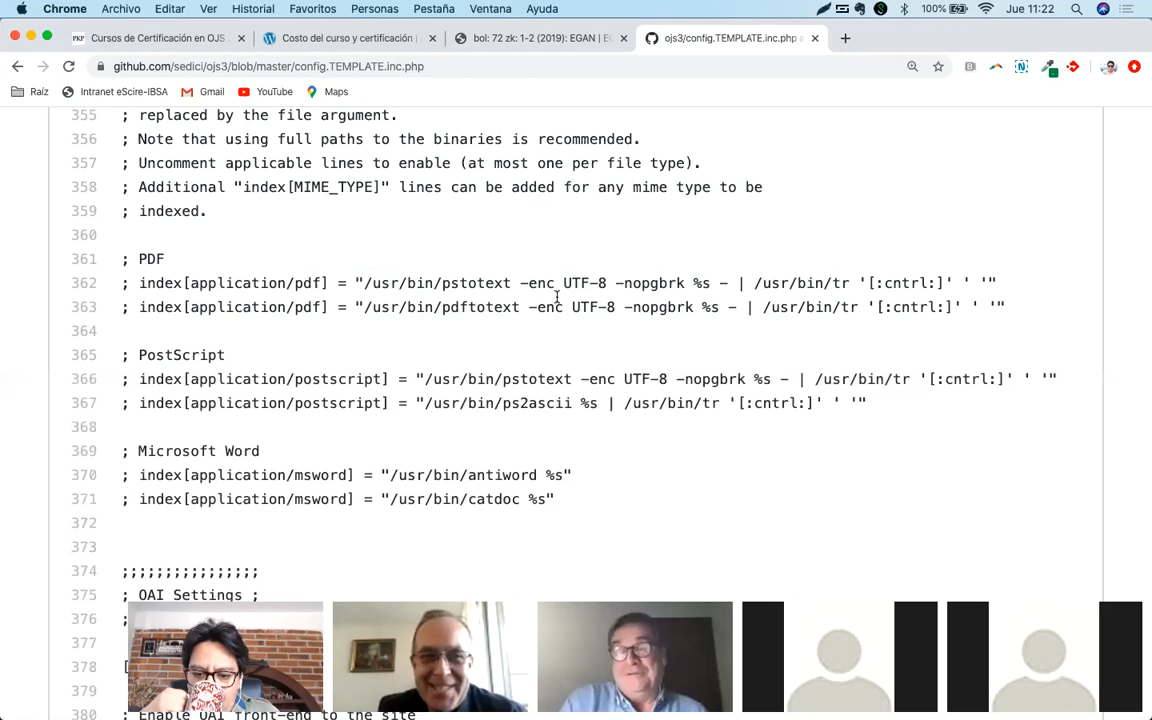 Chrome Archivo Editar Ver Historial Favoritos Personas Pestaña Ventana Ayuda 100% Jue 11:22
PKP Cursos de Certificación en OJS Costo del curso y certificación | bol: 72 zk: 1-2 (2019): EGAN | EG ojs3/config.TEMPLATE.inc.php a
github.com/sedici/ojs3/blob/master/config.TEMPLATE.inc.php
Raíz Intranet eScire-IBSA Gmail YouTube Maps
355 ; replaced by the file argument.
356 ; Note that using full paths to the binaries is recommended.
357 ; Uncomment applicable lines to enable (at most one per file type).
358 ; Additional "index[MIME_TYPE]" lines can be added for any mime type to be
359 ; indexed.
360
361 ; PDF
362 ; index[application/pdf] = "/usr/bin/pstotext -enc UTF-8 -nopgbrk %s - | /usr/bin/tr '[:cntrl:]' ' '"
363 ; index[application/pdf] = "/usr/bin/pdftotext -enc UTF-8 -nopgbrk %s - | /usr/bin/tr '[:cntrl:]' ' '"
364
365 ; PostScript
366 ; index[application/postscript] = "/usr/bin/pstotext -enc UTF-8 -nopgbrk %s - | /usr/bin/tr '[:cntrl:]' ' '"
367 ; index[application/postscript] = "/usr/bin/ps2ascii %s | /usr/bin/tr '[:cntrl:]' ' '"
368
369 ; Microsoft Word
370 ; index[application/msword] = "/usr/bin/antiword %s"
371 ; index[application/msword] = "/usr/bin/catdoc %s"
372
373
374 ;;;;;;;;;;;;;;;;
375 ; OAI Settings ;
376 ;
377
378 [
379
380 ; Enable OAI front-end to the site